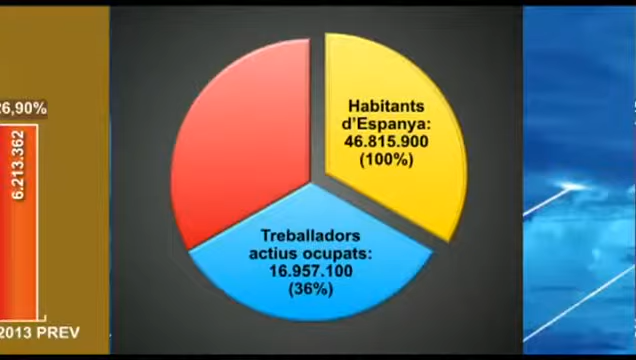 26,90%
6.213.362
2013 PREV
Habitants
d'Espanya:
46.815.900
(100%)
Treballadors
actius ocupats:
16.957.100
(36%)